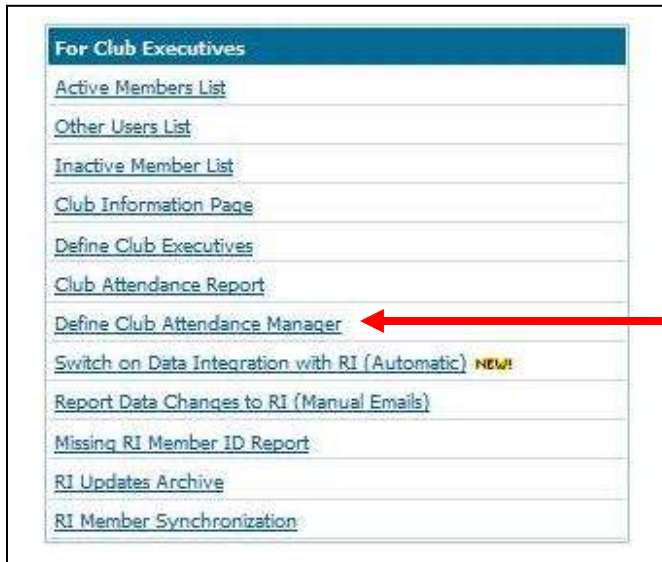 For Club Executives
Active Members List
Other Users List
Inactive Member List
Club Information Page
Define Club Executives
Club Attendance Report
Define Club Attendance Manager
Switch on Data Integration with RI (Automatic) NEW!
Report Data Changes to RI (Manual Emails)
Missing RI Member ID Report
RI Updates Archive
RI Member Synchronization